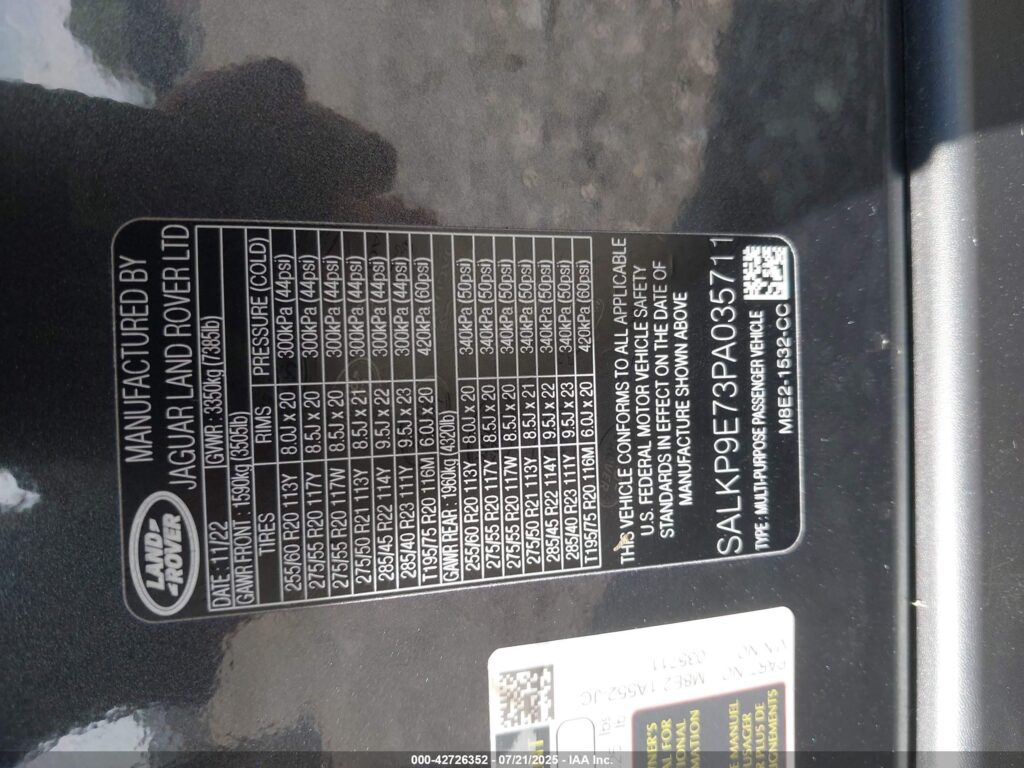 MANUFACTURED BY
JAGUAR LAND ROVER LTD
LAND ROVER
DATE: 11/22 GVWR : 3350kg (7385lb)
GAWR FRONT : 1590kg (3505lb)
TIRES RIMS PRESSURE (COLD)
255/60 R20 113Y 8.0J x 20 300kPa (44psi)
275/55 R20 117Y 8.5J x 20 300kPa (44psi)
275/55 R20 117W 8.5J x 20 300kPa (44psi)
275/50 R21 113Y 8.5J x 21 300kPa (44psi)
285/45 R22 114Y 9.5J x 22 300kPa (44psi)
285/40 R23 111Y 9.5J x 23 300kPa (44psi)
T195/75 R20 116M 6.0J x 20 420kPa (60psi)
GAWR REAR : 1960kg (4320lb)
255/60 R20 113Y 8.0J x 20 340kPa (50psi)
275/55 R20 117Y 8.5J x 20 340kPa (50psi)
275/55 R20 117W 8.5J x 20 340kPa (50psi)
275/50 R21 113Y 8.5J x 21 340kPa (50psi)
285/45 R22 114Y 9.5J x 22 340kPa (50psi)
285/40 R23 111Y 9.5J x 23 340kPa (50psi)
T195/75 R20 116M 6.0J x 20 420kPa (60psi)
THIS VEHICLE CONFORMS TO ALL APPLICABLE
U.S. FEDERAL MOTOR VEHICLE SAFETY
STANDARDS IN EFFECT ON THE DATE OF
MANUFACTURE SHOWN ABOVE
SALKP9E73PA035711
TYPE : MULTI-PURPOSE PASSENGER VEHICLE
M8E2-1532-CC
PART NO M8E2 1A552 JC
VIN NO 035711
000-42726352 - 07/21/2025 - IAA Inc.